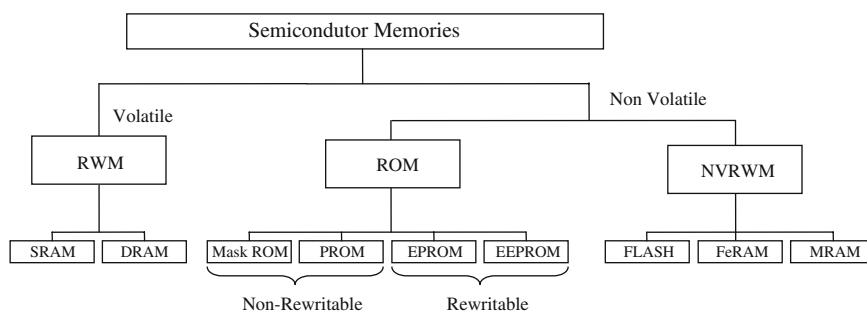 Semicondutor Memories
Non Volatile
Volatile
RWM
ROM
NVRWM
SRAM
DRAM
Mask ROM
PROM
EPROM
EEPROM
FLASH
FeRAM
MRAM
Non-Rewritable
Rewritable